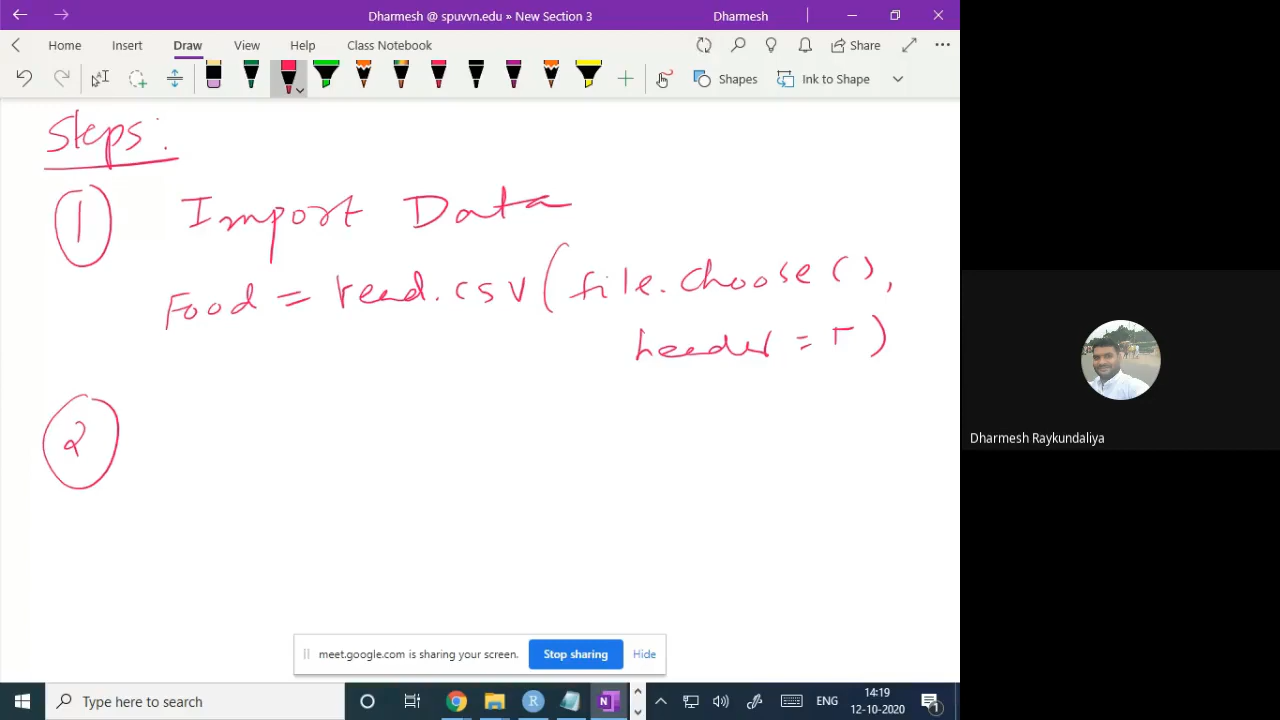 Dharmesh @ spuvvn.edu » New Section 3
Dharmesh
Home Insert Draw View Help Class Notebook
Share
Shapes
Ink to Shape
Steps:
1 Import Data
Food = read.csv(file.choose(),
header = T)
2
Dharmesh Raykundaliya
meet.google.com is sharing your screen.
Stop sharing
Hide
Type here to search
ENG
14:19
12-10-2020
1